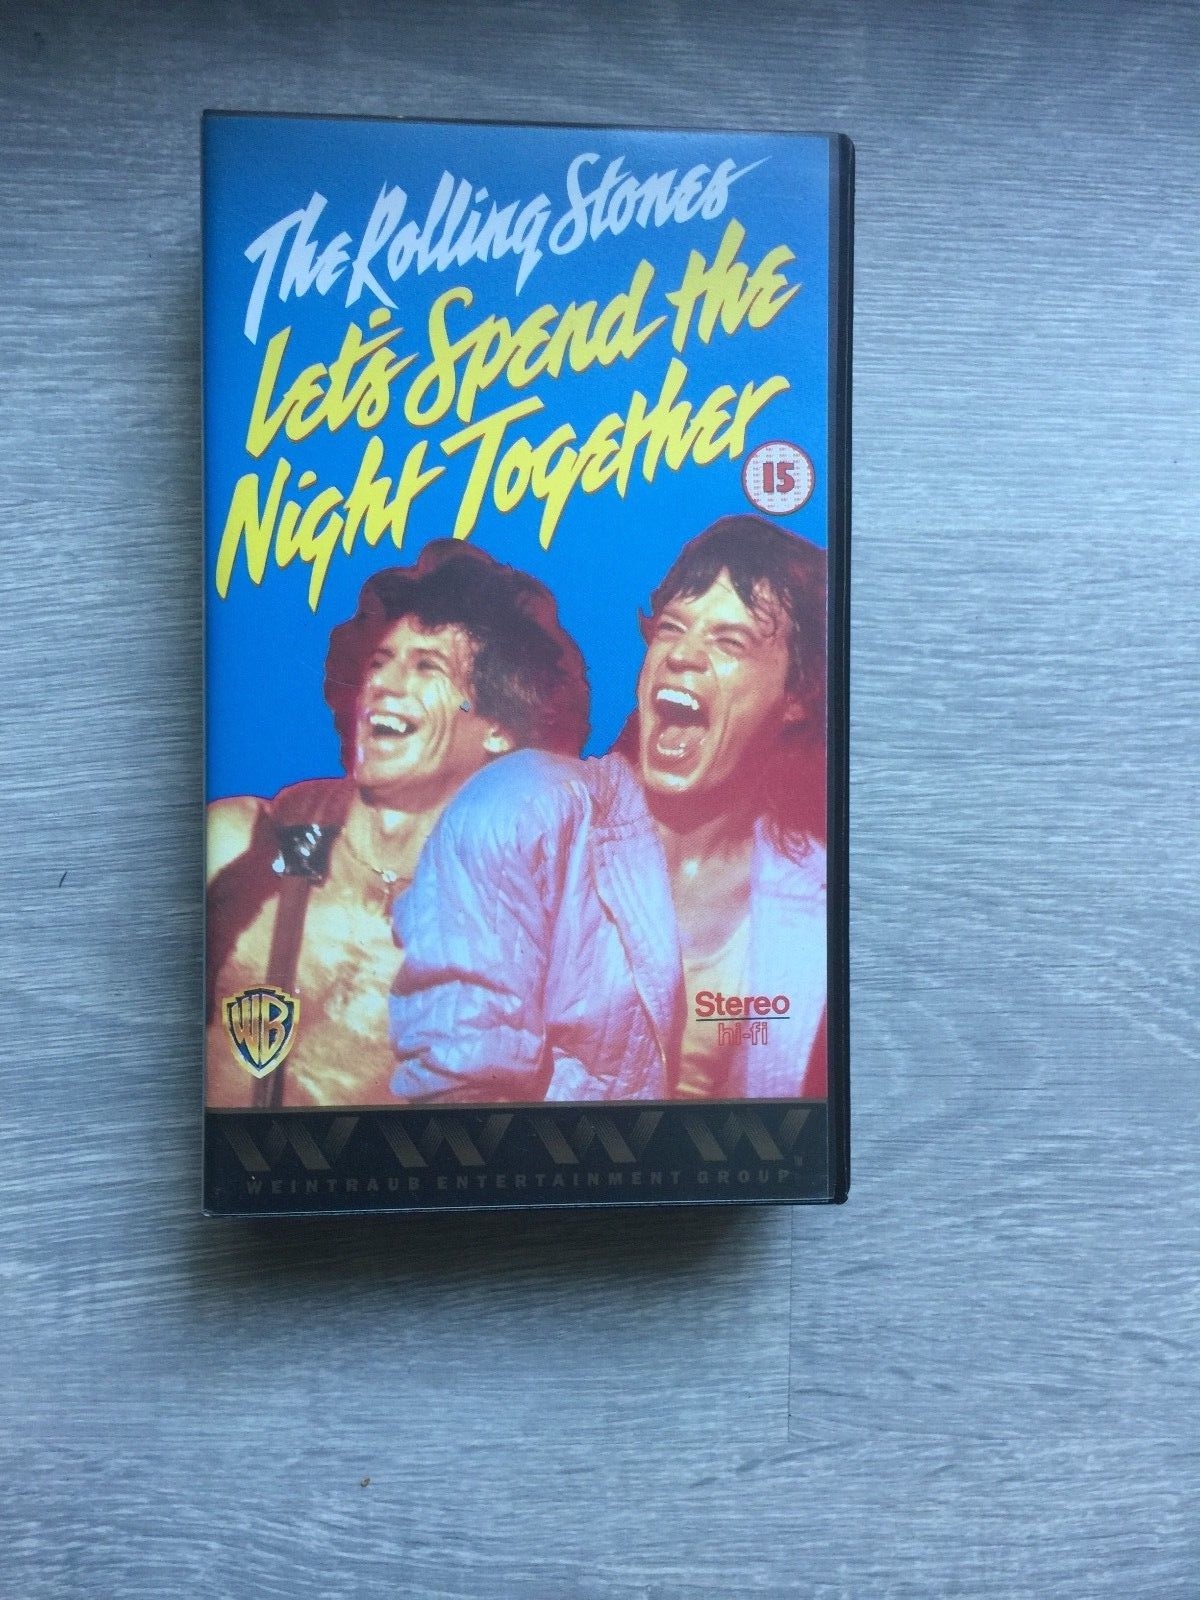 The Rolling Stones
Let's Spend the
Night Together
15
WB
Stereo
hi-fi
WEINTRAUB ENTERTAINMENT GROUP